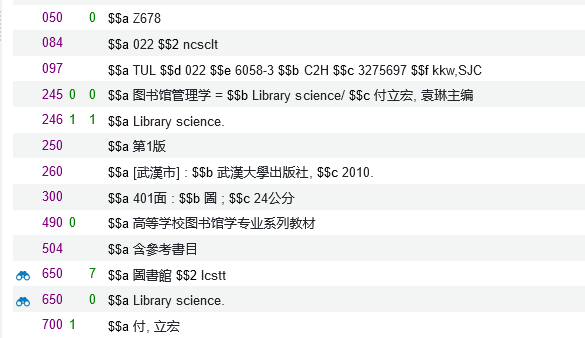 050 0 $$a Z678
084 $$a 022 $$2 ncsclt
097 $$a TUL $$d 022 $$e 6058-3 $$b C2H $$c 3275697 $$f kkw,SJC
245 0 0 $$a 图书馆管理学 = $$b Library science/ $$c 付立宏, 袁琳主编
246 1 1 $$a Library science.
250 $$a 第1版
260 $$a [武漢市] : $$b 武漢大學出版社, $$c 2010.
300 $$a 401面 : $$b 圖 ; $$c 24公分
490 0 $$a 高等学校图书馆学专业系列教材
504 $$a 含參考書目
650 7 $$a 圖書館 $$2 lcstt
650 0 $$a Library science.
700 1 $$a 付, 立宏